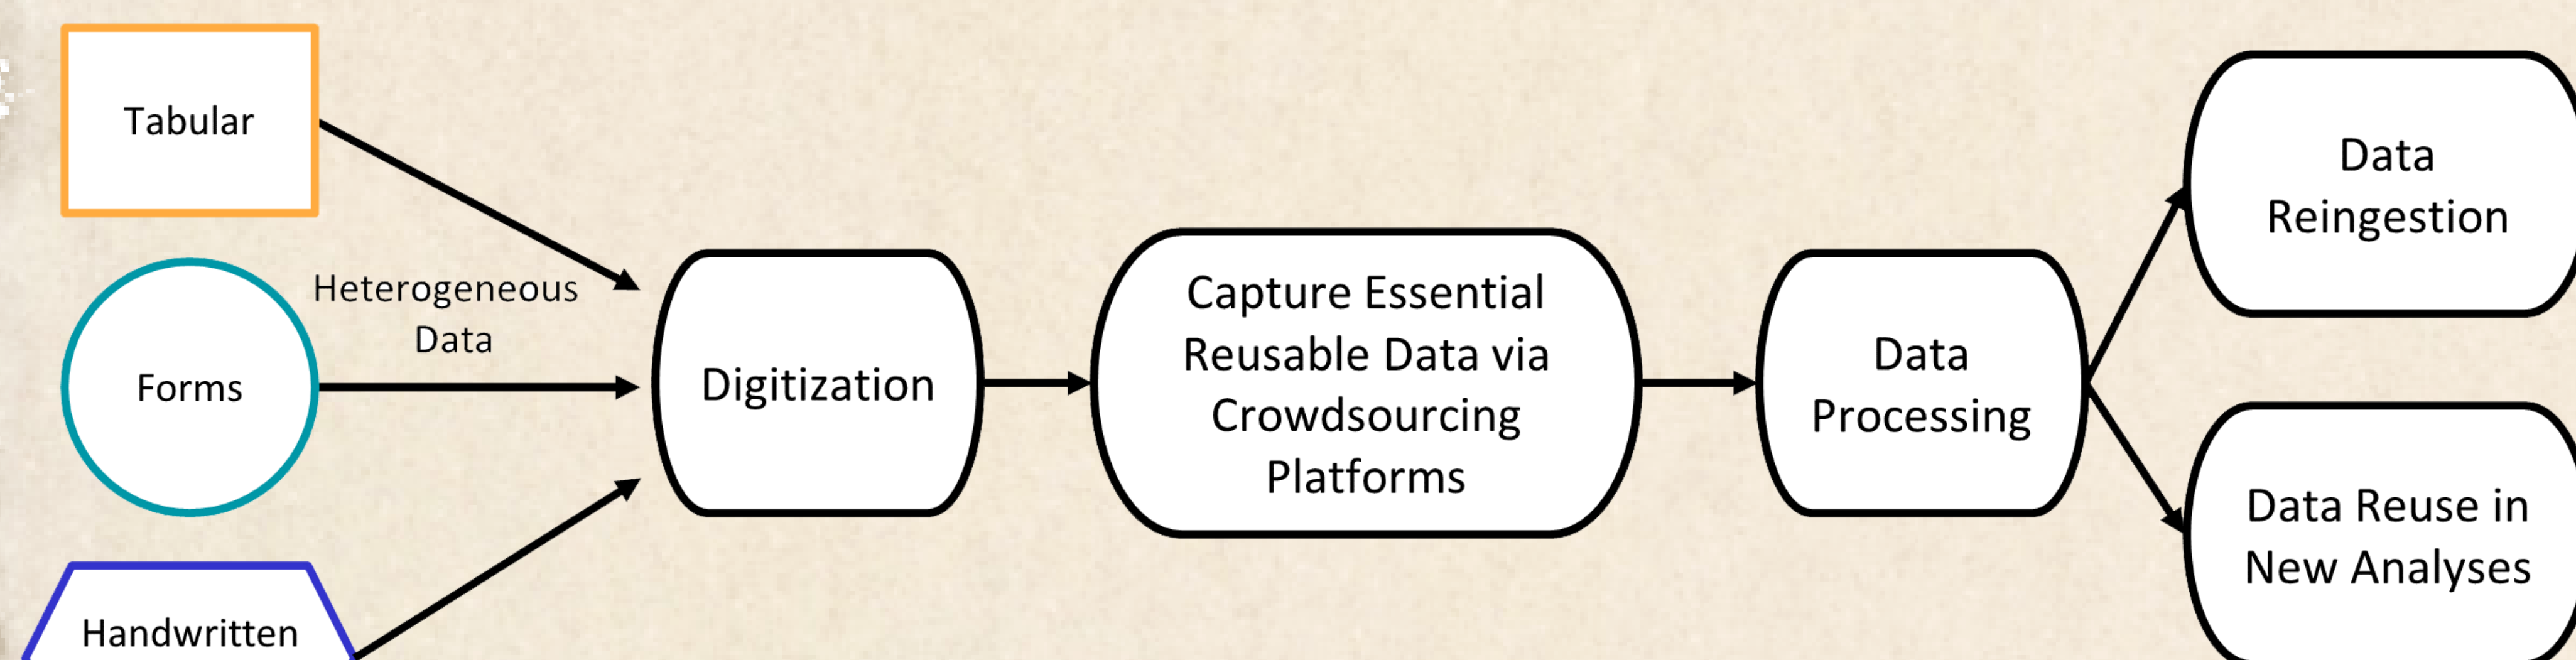 Tabular
Heterogeneous
Data
Forms
Handwritten
Digitization
Capture Essential
Reusable Data via
Crowdsourcing
Platforms
Data
Processing
Data
Reingestion
Data Reuse in
New Analyses